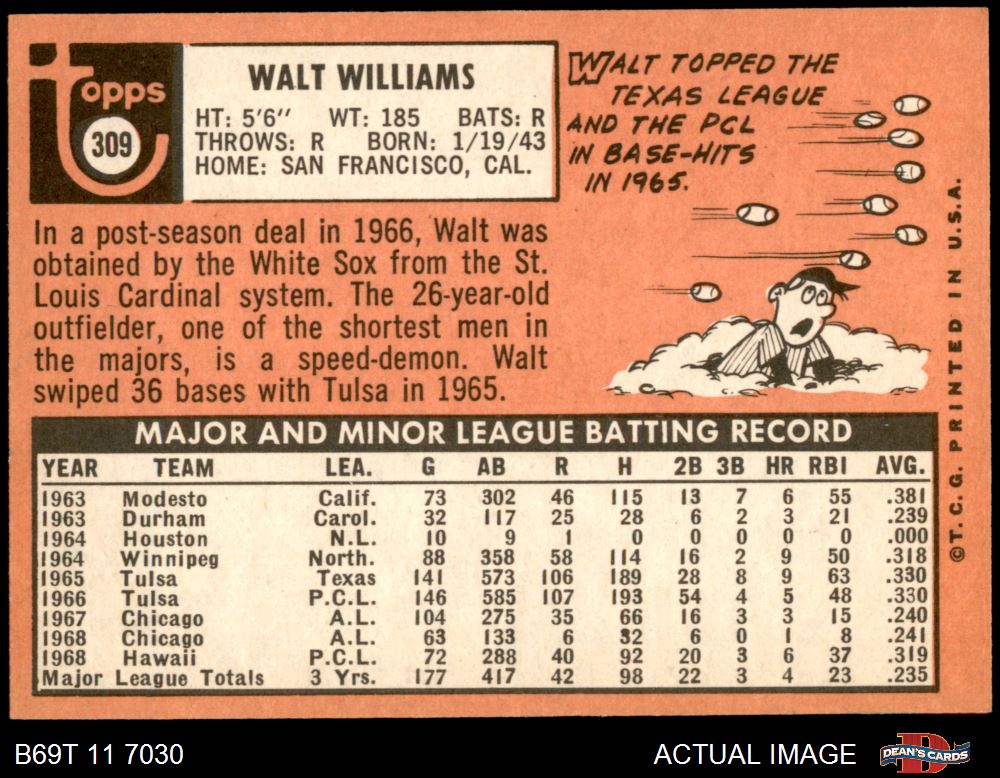 topps
309
WALT WILLIAMS
HT: 5'6" WT: 185 BATS: R
THROWS: R BORN: 1/19/43
HOME: SAN FRANCISCO, CAL.
WALT TOPPED THE
TEXAS LEAGUE
AND THE PCL
IN BASE-HITS
IN 1965.
In a post-season deal in 1966, Walt was
obtained by the White Sox from the St.
Louis Cardinal system. The 26-year-old
outfielder, one of the shortest men in
the majors, is a speed-demon. Walt
swiped 36 bases with Tulsa in 1965.
MAJOR AND MINOR LEAGUE BATTING RECORD
YEAR TEAM LEA. G AB R H 2B 3B HR RBI AVG.
1963 Modesto Calif. 73 302 46 115 13 7 6 55 .381
1963 Durham Carol. 32 117 25 28 6 2 3 21 .239
1964 Houston N.L. 10 9 1 0 0 0 0 0 .000
1964 Winnipeg North. 88 358 58 114 16 2 9 50 .318
1965 Tulsa Texas 141 573 106 189 28 8 9 63 .330
1966 Tulsa P.C.L. 146 585 107 193 54 4 5 48 .330
1967 Chicago A.L. 104 275 35 66 16 3 3 15 .240
1968 Chicago A.L. 63 133 6 32 6 0 1 8 .241
1968 Hawaii P.C.L. 72 288 40 92 20 3 6 37 .319
Major League Totals 3 Yrs. 177 417 42 98 22 3 4 23 .235
©T.C.G. PRINTED IN U.S.A.
B69T 11 7030
ACTUAL IMAGE
DEAN'S CARDS